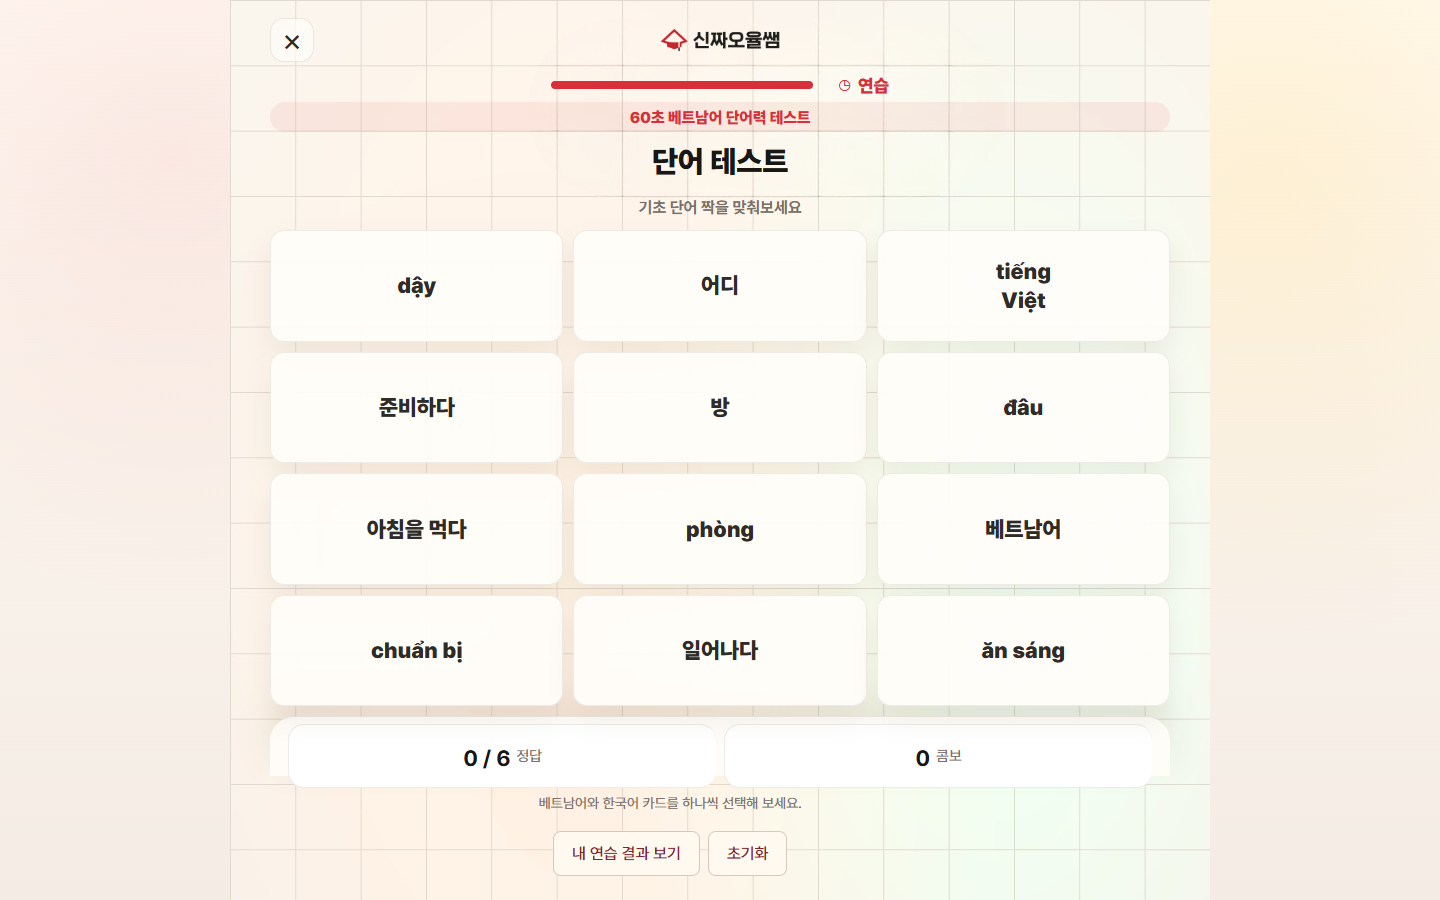 신짜오율쌤
연습
60초 베트남어 단어력 테스트
단어 테스트
기초 단어 짝을 맞춰보세요
dậy
어디
tiếng
Việt
준비하다
방
đâu
아침을 먹다
phòng
베트남어
chuẩn bị
일어나다
ăn sáng
0 / 6 정답
0 콤보
베트남어와 한국어 카드를 하나씩 선택해 보세요.
내 연습 결과 보기
초기화